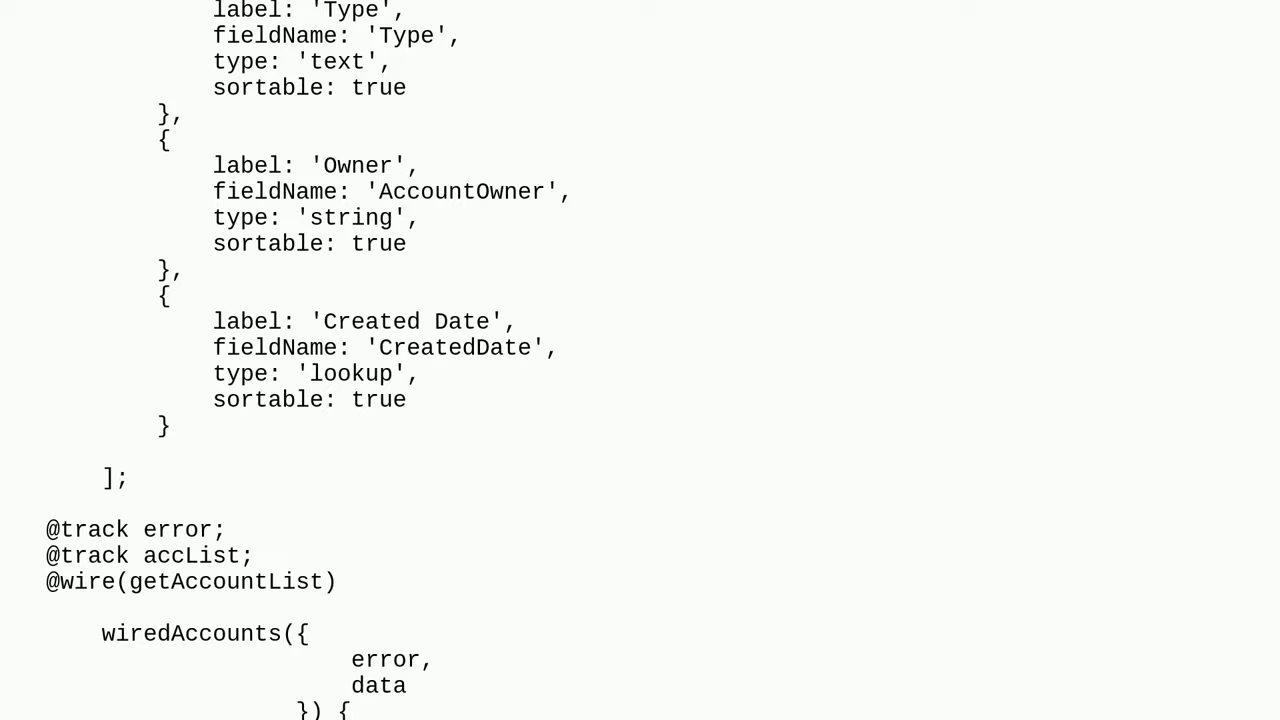 label: 'Type',
fieldName: 'Type',
type: 'text',
sortable: true
},
{
label: 'Owner',
fieldName: 'AccountOwner',
type: 'string',
sortable: true
},
{
label: 'Created Date',
fieldName: 'CreatedDate',
type: 'lookup',
sortable: true
}
];
@track error;
@track accList;
@wire(getAccountList)
wiredAccounts({
error,
data
}) {